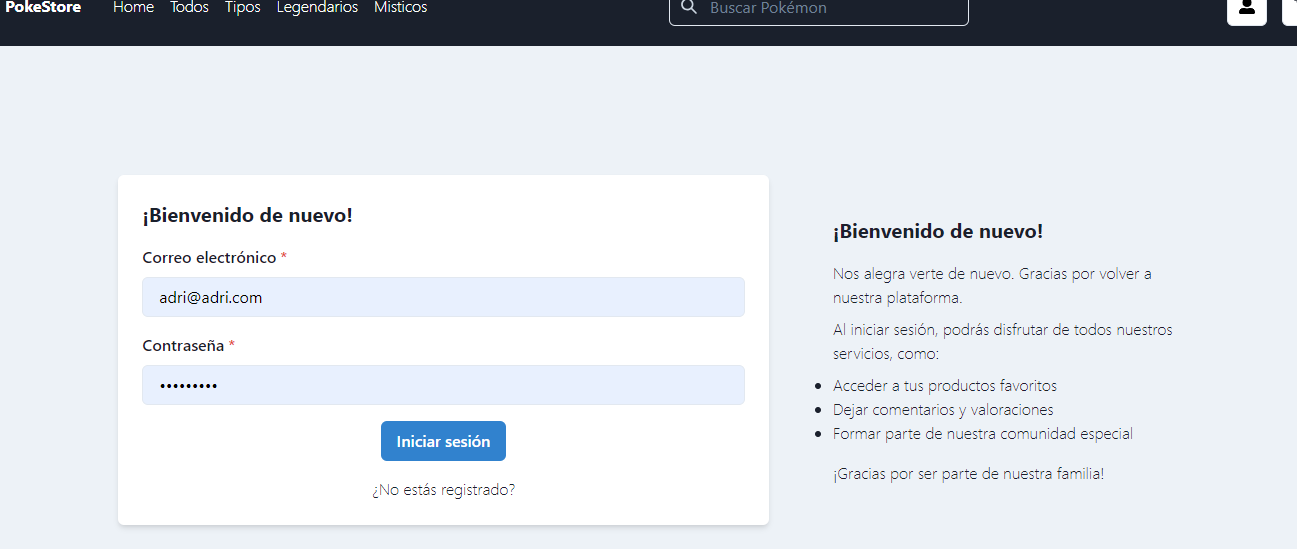 PokeStore Home Todos Tipos Legendarios Misticos Buscar Pokémon
¡Bienvenido de nuevo!
Correo electrónico *
adri@adri.com
Contraseña *
•••••••••
Iniciar sesión
¿No estás registrado?
¡Bienvenido de nuevo!
Nos alegra verte de nuevo. Gracias por volver a
nuestra plataforma.
Al iniciar sesión, podrás disfrutar de todos nuestros
servicios, como:
• Acceder a tus productos favoritos
• Dejar comentarios y valoraciones
• Formar parte de nuestra comunidad especial
¡Gracias por ser parte de nuestra familia!